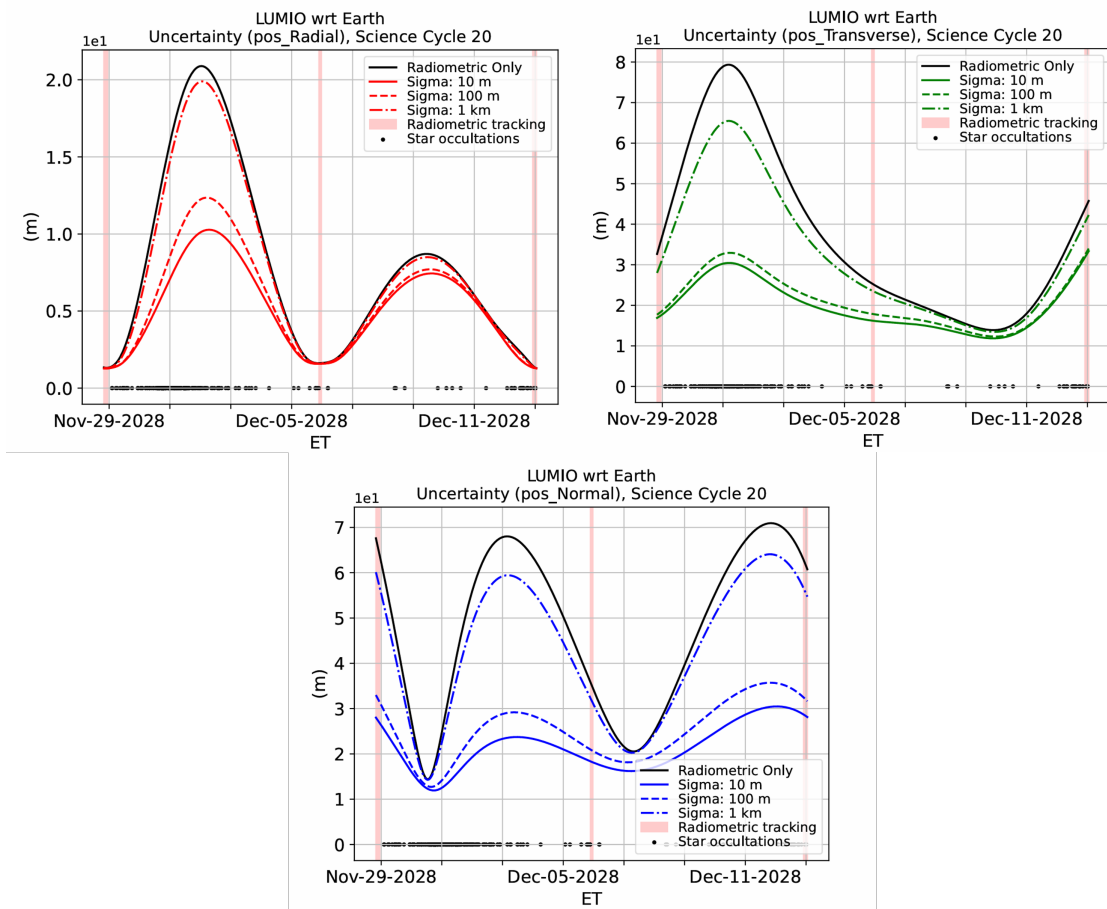 LUMIO wrt Earth
Uncertainty (pos_Radial), Science Cycle 20
1e1
2.0
1.5
1.0
0.5
0.0
(m)
Radiometric Only
Sigma: 10 m
Sigma: 100 m
Sigma: 1 km
Radiometric tracking
Star occultations
Nov-29-2028 Dec-05-2028 Dec-11-2028
ET
LUMIO wrt Earth
Uncertainty (pos_Transverse), Science Cycle 20
1e1
8
7
6
5
4
3
2
1
0
(m)
Radiometric Only
Sigma: 10 m
Sigma: 100 m
Sigma: 1 km
Radiometric tracking
Star occultations
Nov-29-2028 Dec-05-2028 Dec-11-2028
ET
LUMIO wrt Earth
Uncertainty (pos_Normal), Science Cycle 20
1e1
7
6
5
4
3
2
1
0
(m)
Radiometric Only
Sigma: 10 m
Sigma: 100 m
Sigma: 1 km
Radiometric tracking
Star occultations
Nov-29-2028 Dec-05-2028 Dec-11-2028
ET